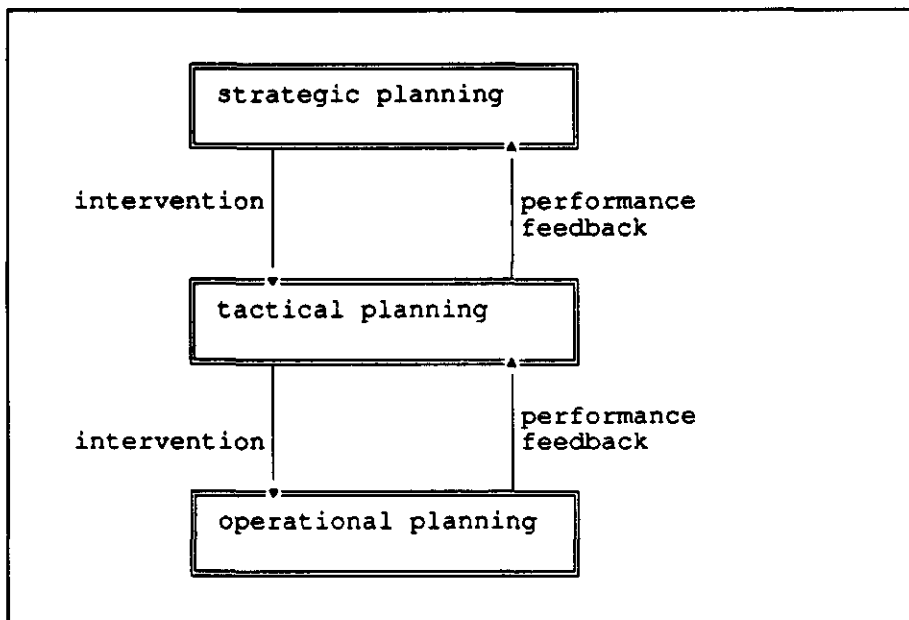 strategic planning
intervention
performance
feedback
tactical planning
intervention
performance
feedback
operational planning